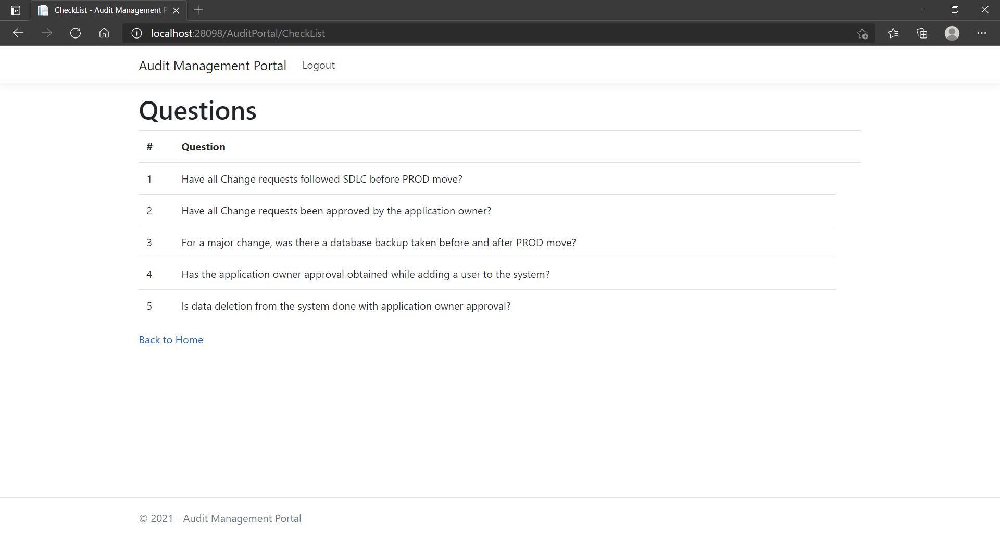 CheckList - Audit Management P
localhost:28098/AuditPortal/CheckList
Audit Management Portal Logout
Questions
# Question
1 Have all Change requests followed SDLC before PROD move?
2 Have all Change requests been approved by the application owner?
3 For a major change, was there a database backup taken before and after PROD move?
4 Has the application owner approval obtained while adding a user to the system?
5 Is data deletion from the system done with application owner approval?
Back to Home
© 2021 - Audit Management Portal